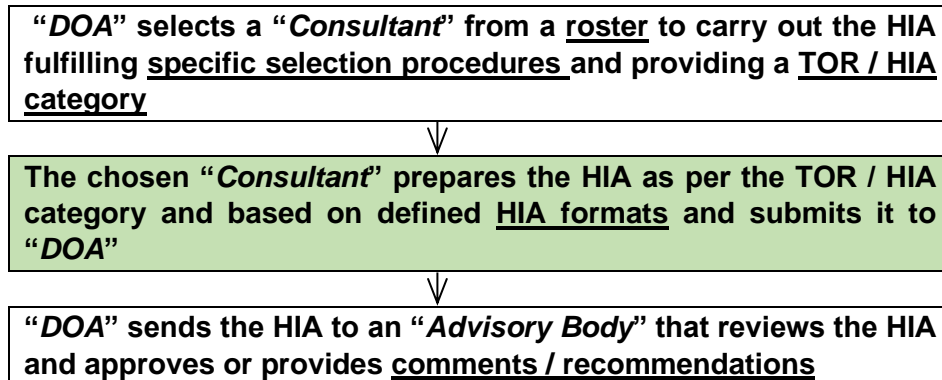 “DOA” selects a “Consultant” from a roster to carry out the HIA
fulfilling specific selection procedures and providing a TOR / HIA
category
The chosen “Consultant” prepares the HIA as per the TOR / HIA
category and based on defined HIA formats and submits it to
“DOA”
“DOA” sends the HIA to an “Advisory Body” that reviews the HIA
and approves or provides comments / recommendations